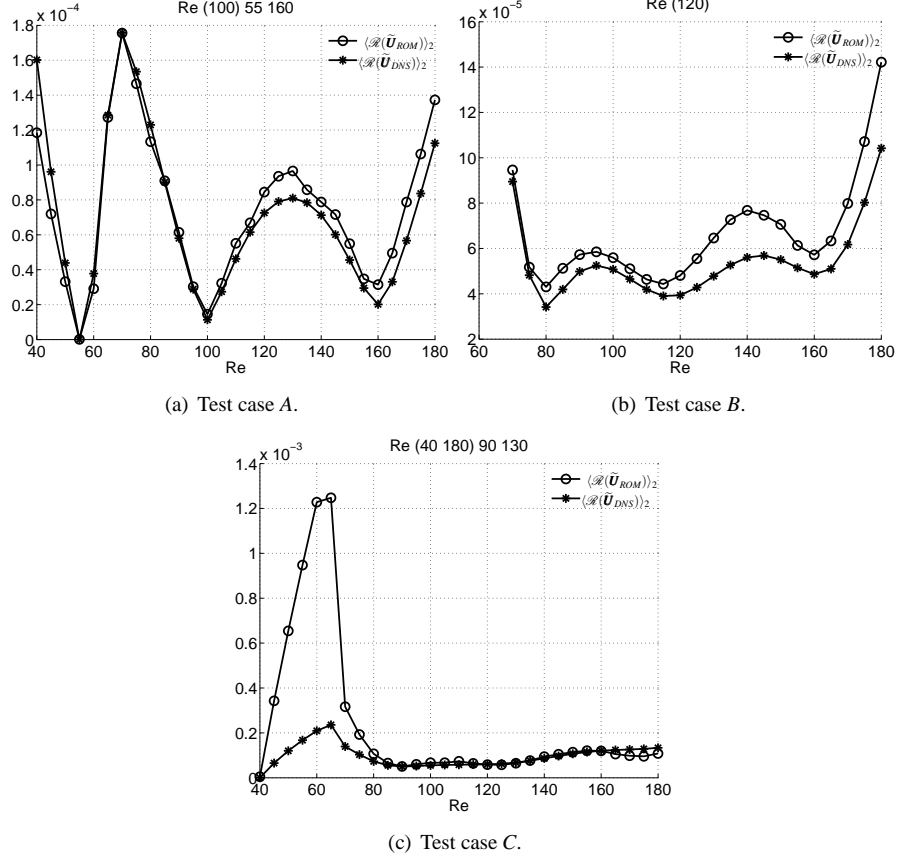 Re (100) 55 160
x 10⁻⁴
⟨ℛ(Ũ_ROM)⟩₂
⟨ℛ(Ũ_DNS)⟩₂
1.8
1.6
1.4
1.2
1
0.8
0.6
0.4
0.2
0
40 60 80 100 120 140 160 180
Re
(a) Test case A.
Re (120)
x 10⁻⁵
⟨ℛ(Ũ_ROM)⟩₂
⟨ℛ(Ũ_DNS)⟩₂
16
14
12
10
8
6
4
2
60 80 100 120 140 160 180
Re
(b) Test case B.
Re (40 180) 90 130
x 10⁻³
⟨ℛ(Ũ_ROM)⟩₂
⟨ℛ(Ũ_DNS)⟩₂
1.4
1.2
1
0.8
0.6
0.4
0.2
0
40 60 80 100 120 140 160 180
Re
(c) Test case C.